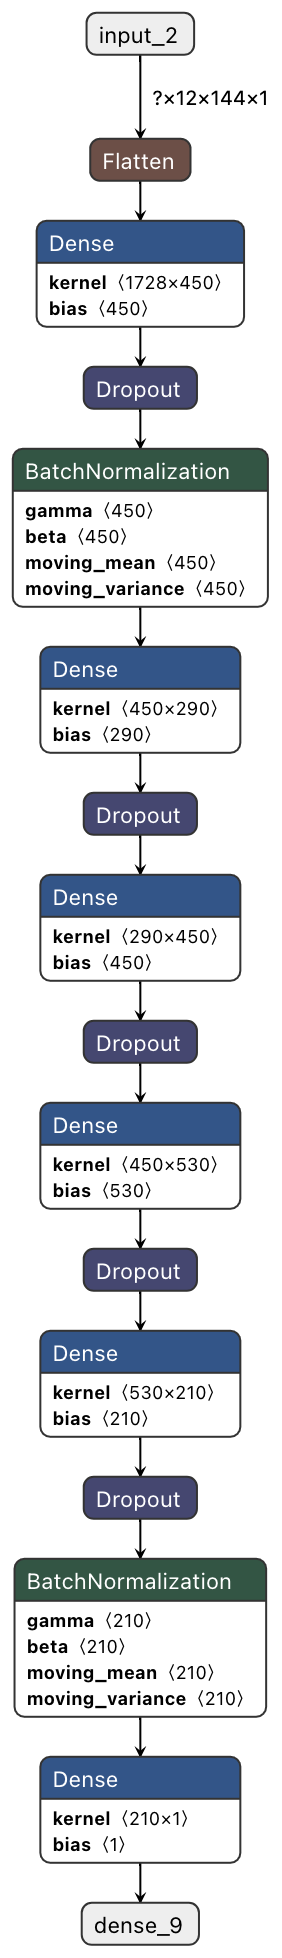 input_2
?×12×144×1
Flatten
Dense
kernel ⟨1728×450⟩
bias ⟨450⟩
Dropout
BatchNormalization
gamma ⟨450⟩
beta ⟨450⟩
moving_mean ⟨450⟩
moving_variance ⟨450⟩
Dense
kernel ⟨450×290⟩
bias ⟨290⟩
Dropout
Dense
kernel ⟨290×450⟩
bias ⟨450⟩
Dropout
Dense
kernel ⟨450×530⟩
bias ⟨530⟩
Dropout
Dense
kernel ⟨530×210⟩
bias ⟨210⟩
Dropout
BatchNormalization
gamma ⟨210⟩
beta ⟨210⟩
moving_mean ⟨210⟩
moving_variance ⟨210⟩
Dense
kernel ⟨210×1⟩
bias ⟨1⟩
dense_9